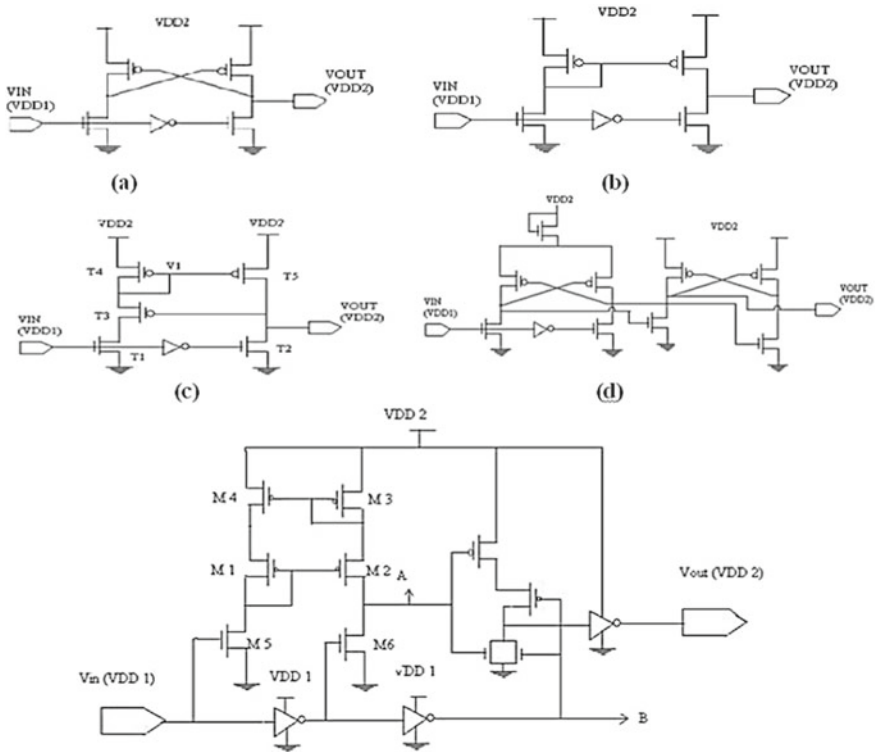 VDD2
VIN
(VDD1)
VOUT
(VDD2)
(a)
VDD2
VIN
(VDD1)
VOUT
(VDD2)
(b)
VDD2
VDD2
T4
V1
T5
T3
VIN
(VDD1)
VOUT
(VDD2)
T1
T2
(c)
VDD2
VDD2
VIN
(VDD1)
VOUT
(VDD2)
(d)
VDD 2
M 4
M 3
M 1
M 2
A
Vout (VDD 2)
M 5
M6
Vin (VDD 1)
VDD 1
vDD 1
B